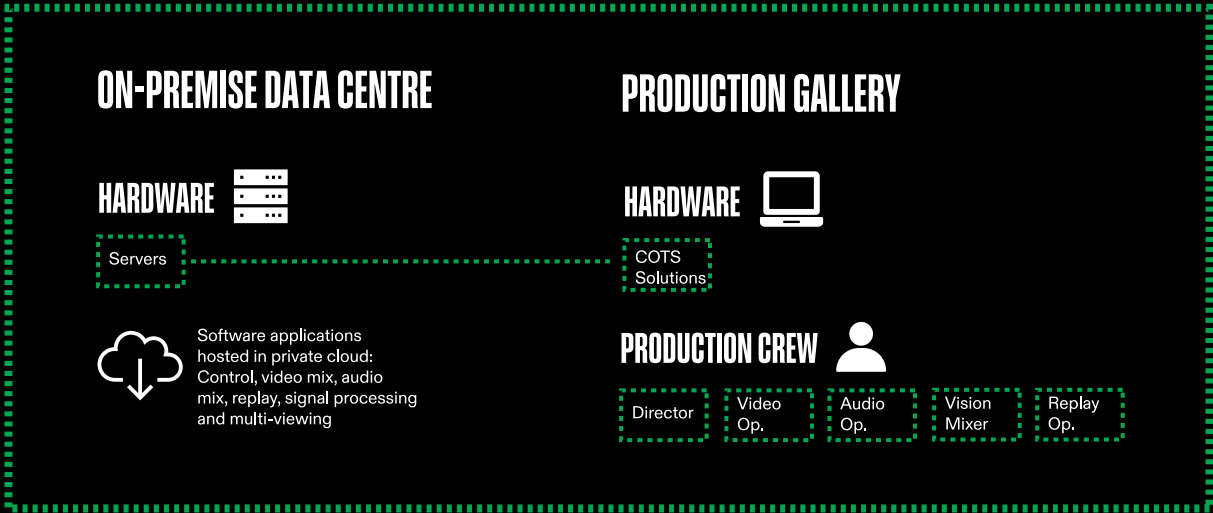 ON-PREMISE DATA CENTRE
HARDWARE
Servers
Software applications
hosted in private cloud:
Control, video mix, audio
mix, replay, signal processing
and multi-viewing
PRODUCTION GALLERY
HARDWARE
COTS
Solutions
PRODUCTION CREW
Director
Video
Op.
Audio
Op.
Vision
Mixer
Replay
Op.